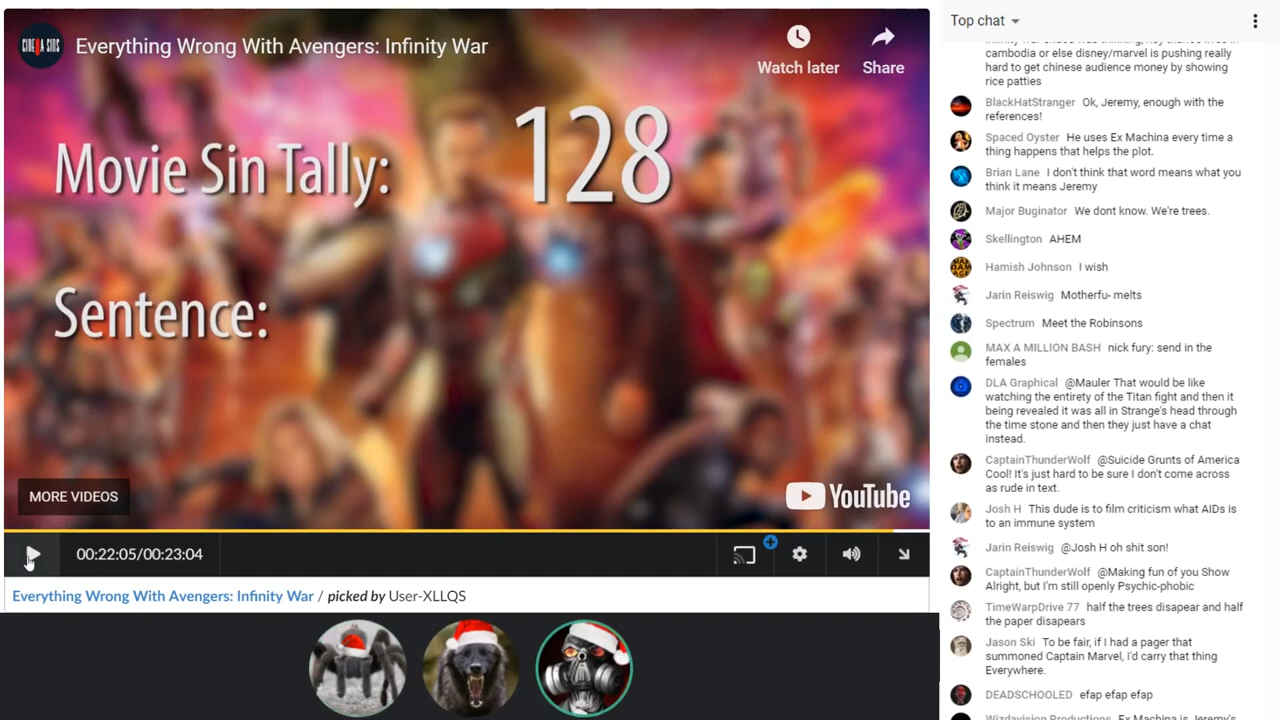 CINEMA SINS
Everything Wrong With Avengers: Infinity War
Watch later
Share
Movie Sin Tally:
128
Sentence:
MORE VIDEOS
YouTube
00:22:05/00:23:04
Everything Wrong With Avengers: Infinity War / picked by User-XLLQS
Top chat
cambodia or else disney/marvel is pushing really
hard to get chinese audience money by showing
rice patties
BlackHatStranger Ok, Jeremy, enough with the
references!
Spaced Oyster He uses Ex Machina every time a
thing happens that helps the plot.
Brian Lane I don't think that word means what you
think it means Jeremy
Major Buginator We dont know. We're trees.
Skellington AHEM
Hamish Johnson I wish
Jarin Reiswig Motherfu- melts
Spectrum Meet the Robinsons
MAX A MILLION BASH nick fury: send in the
females
DLA Graphical @Mauler That would be like
watching the entirety of the Titan fight and then it
being revealed it was all in Strange's head through
the time stone and then they just have a chat
instead.
CaptainThunderWolf @Suicide Grunts of America
Cool! It's just hard to be sure I don't come across
as rude in text.
Josh H This dude is to film criticism what AIDs is
to an immune system
Jarin Reiswig @Josh H oh shit son!
CaptainThunderWolf @Making fun of you Show
Alright, but I'm still openly Psychic-phobic
TimeWarpDrive 77 half the trees disapear and half
the paper disapears
Jason Ski To be fair, if I had a pager that
summoned Captain Marvel, I'd carry that thing
Everywhere.
DEADSCHOOLED efap efap efap
Wizdavision Productions Ex Machina is Jeremy's